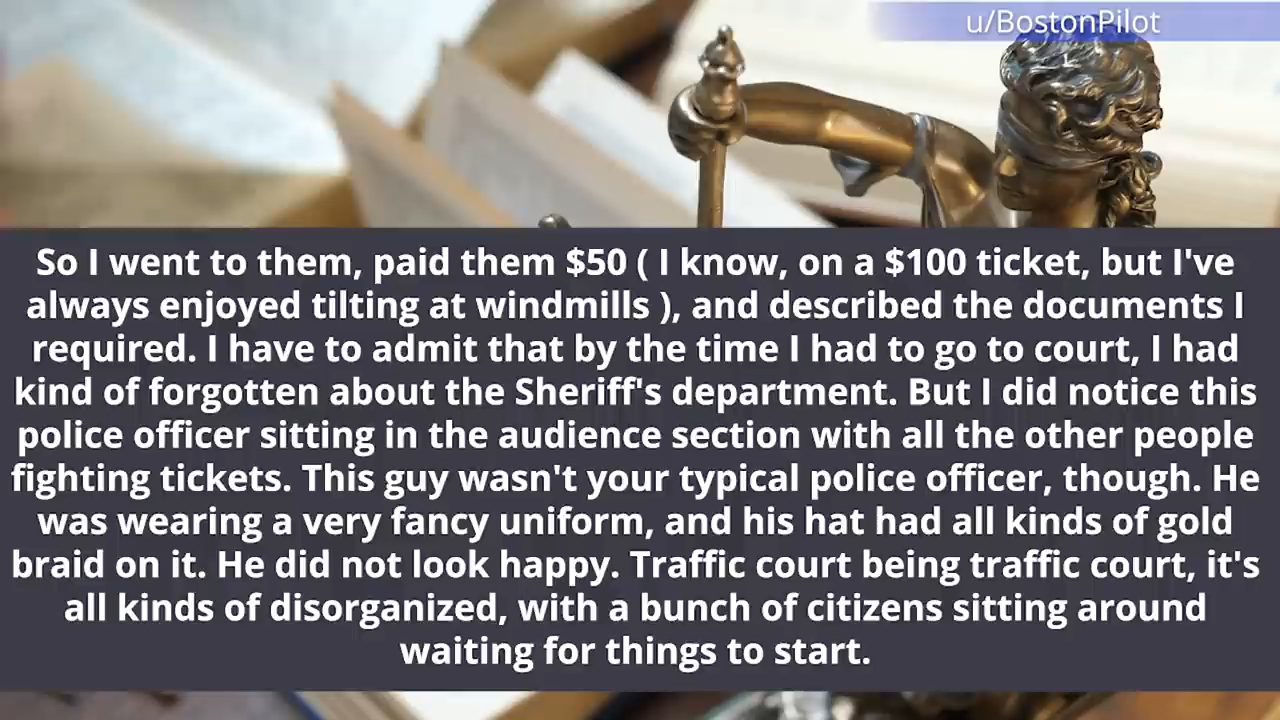 u/BostonPilot
So I went to them, paid them $50 ( I know, on a $100 ticket, but I've
always enjoyed tilting at windmills ), and described the documents I
required. I have to admit that by the time I had to go to court, I had
kind of forgotten about the Sheriff's department. But I did notice this
police officer sitting in the audience section with all the other people
fighting tickets. This guy wasn't your typical police officer, though. He
was wearing a very fancy uniform, and his hat had all kinds of gold
braid on it. He did not look happy. Traffic court being traffic court, it's
all kinds of disorganized, with a bunch of citizens sitting around
waiting for things to start.